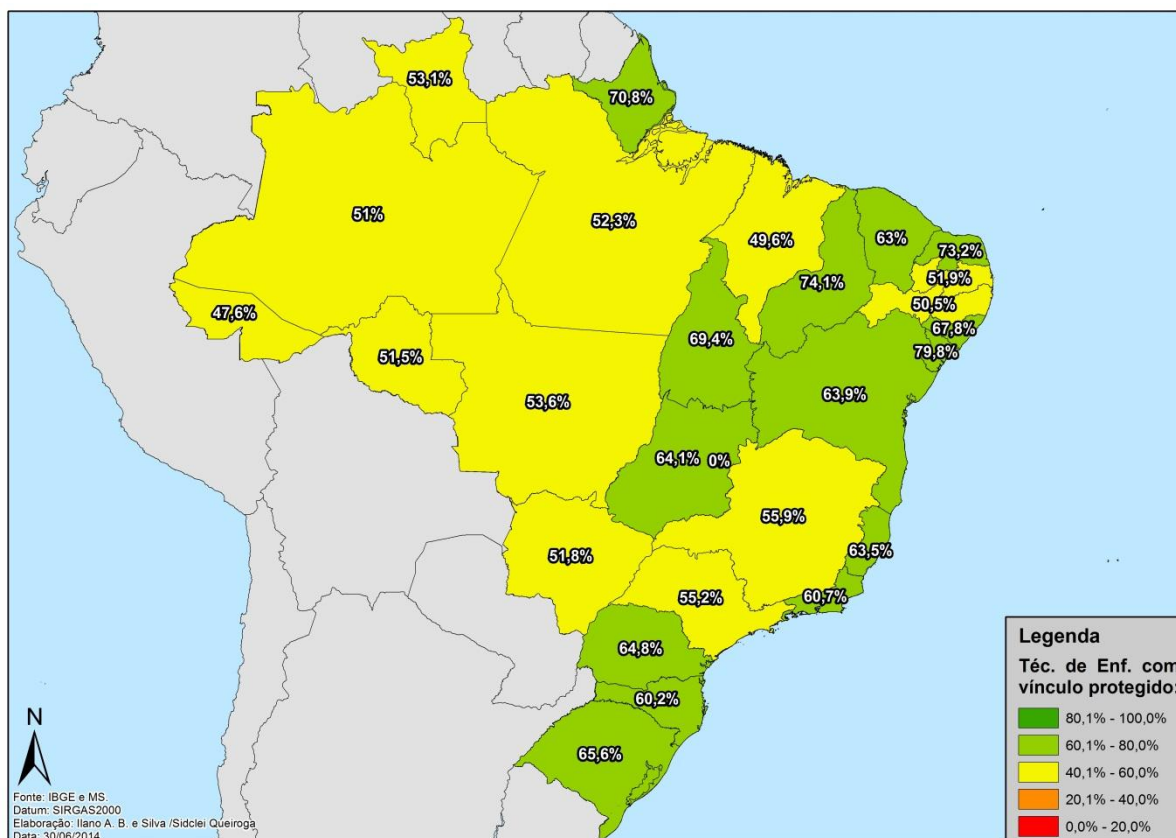 53,1%
70,8%
51%
52,3%
49,6%
63%
73,2%
51,9%
74,1%
50,5%
47,6%
67,8%
51,5%
69,4%
79,8%
53,6%
63,9%
64,1%
0%
55,9%
51,8%
63,5%
55,2%
60,7%
64,8%
60,2%
65,6%
N
Fonte: IBGE e MS.
Datum: SIRGAS2000
Elaboração: Ilano A. B. e Silva /Sidclei Queiroga
Data: 30/06/2014
Legenda
Téc. de Enf. com
vínculo protegido:
80,1% - 100,0%
60,1% - 80,0%
40,1% - 60,0%
20,1% - 40,0%
0,0% - 20,0%